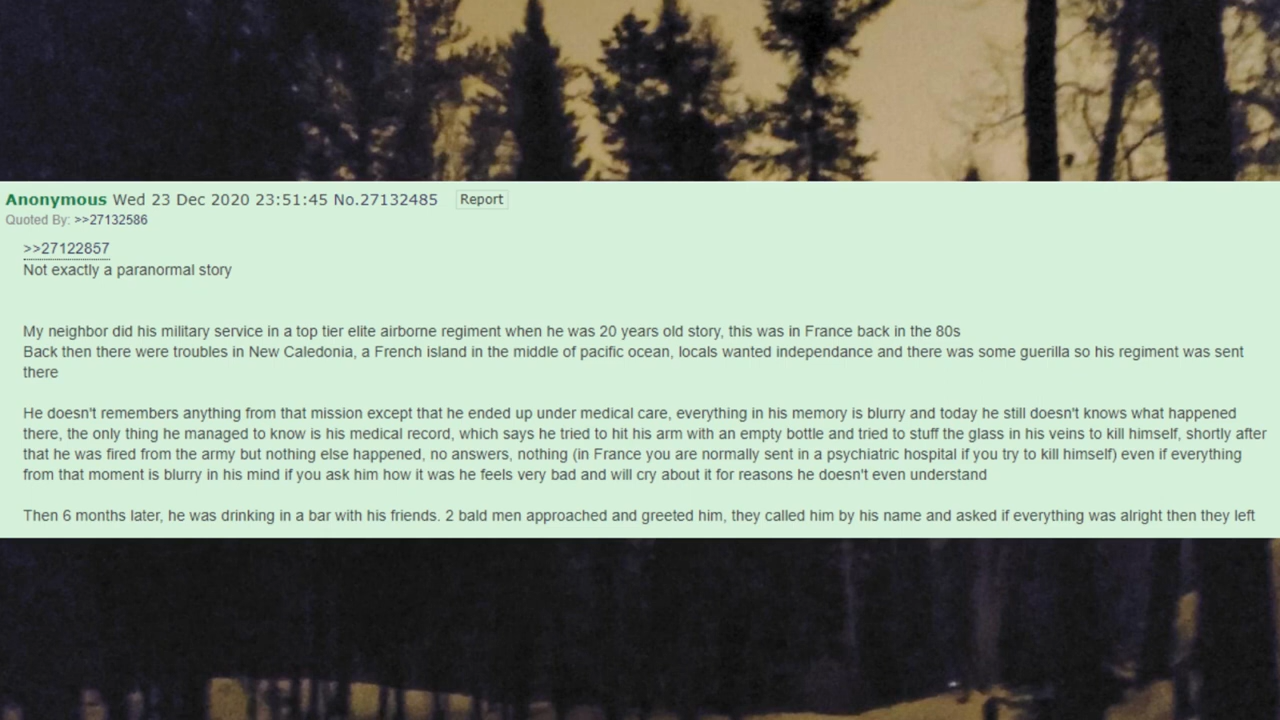 Anonymous Wed 23 Dec 2020 23:51:45 No.27132485 Report
Quoted By: >>27132586
>>27122857
Not exactly a paranormal story
My neighbor did his military service in a top tier elite airborne regiment when he was 20 years old story, this was in France back in the 80s
Back then there were troubles in New Caledonia, a French island in the middle of pacific ocean, locals wanted independance and there was some guerilla so his regiment was sent
there
He doesn't remembers anything from that mission except that he ended up under medical care, everything in his memory is blurry and today he still doesn't knows what happened
there, the only thing he managed to know is his medical record, which says he tried to hit his arm with an empty bottle and tried to stuff the glass in his veins to kill himself, shortly after
that he was fired from the army but nothing else happened, no answers, nothing (in France you are normally sent in a psychiatric hospital if you try to kill himself) even if everything
from that moment is blurry in his mind if you ask him how it was he feels very bad and will cry about it for reasons he doesn't even understand
Then 6 months later, he was drinking in a bar with his friends. 2 bald men approached and greeted him, they called him by his name and asked if everything was alright then they left